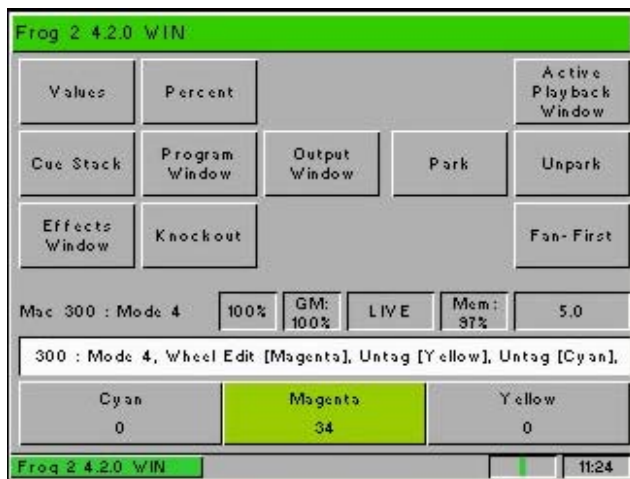 Frog 2 4.2.0 WIN
Values
Percent
Active
Playback
Window
Cue Stack
Program
Window
Output
Window
Park
Unpark
Effects
Window
Knockout
Fan-First
Mac 300 : Mode 4
100%
GM:
100%
LIVE
Mem:
97%
5.0
300 : Mode 4, Wheel Edit [Magenta], Untag [Yellow], Untag [Cyan],
Cyan
0
Magenta
34
Yellow
0
Frog 2 4.2.0 WIN
11:24